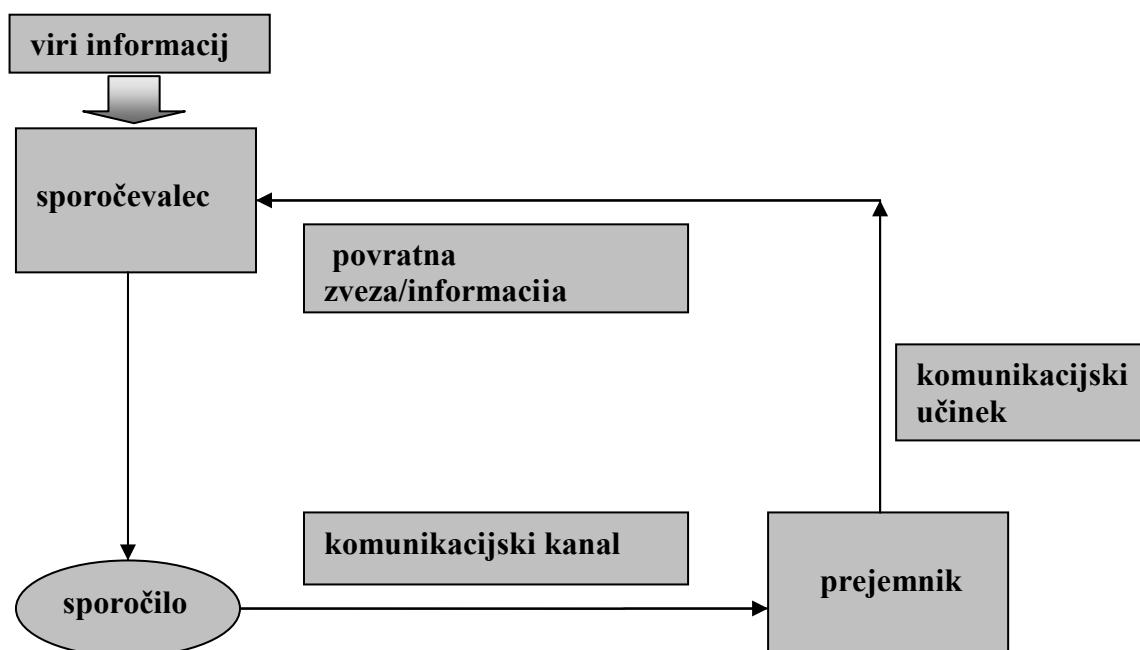 viri informacij
sporočevalec
povratna
zveza/informacija
komunikacijski
učinek
komunikacijski kanal
prejemnik
sporočilo